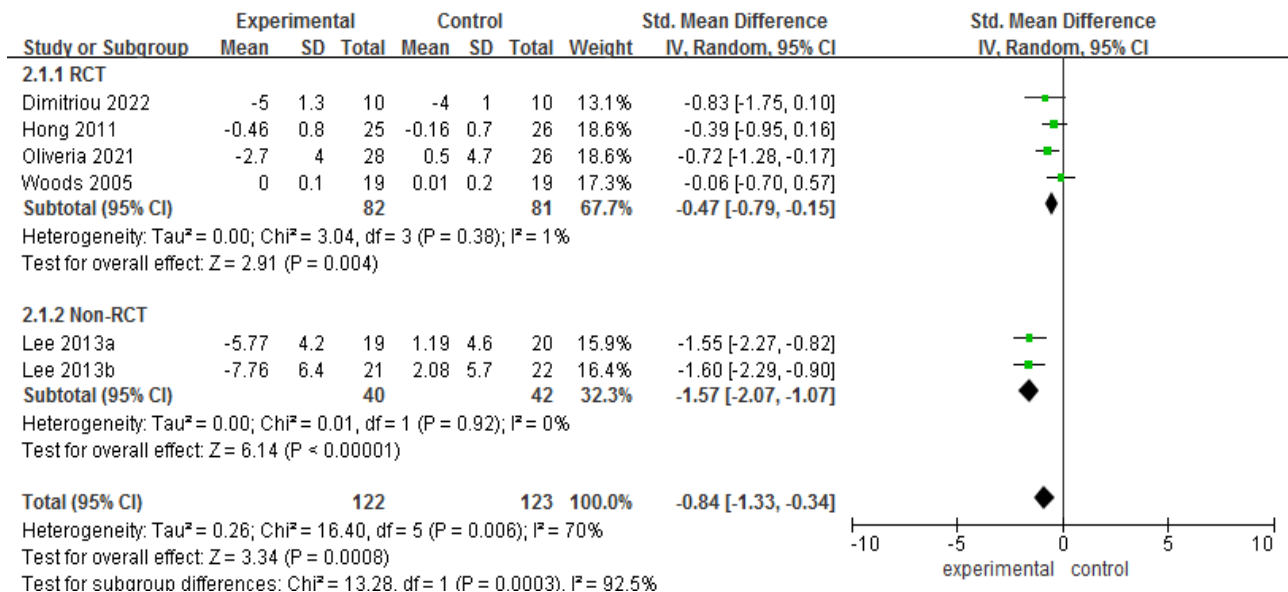 Experimental Control Std. Mean Difference Std. Mean Difference
Study or Subgroup Mean SD Total Mean SD Total Weight IV, Random, 95% CI IV, Random, 95% CI
2.1.1 RCT
Dimitriou 2022 -5 1.3 10 -4 1 10 13.1% -0.83 [-1.75, 0.10]
Hong 2011 -0.46 0.8 25 -0.16 0.7 26 18.6% -0.39 [-0.95, 0.16]
Oliveria 2021 -2.7 4 28 0.5 4.7 26 18.6% -0.72 [-1.28, -0.17]
Woods 2005 0 0.1 19 0.01 0.2 19 17.3% -0.06 [-0.70, 0.57]
Subtotal (95% CI) 82 81 67.7% -0.47 [-0.79, -0.15]
Heterogeneity: Tau² = 0.00; Chi² = 3.04, df = 3 (P = 0.38); I² = 1%
Test for overall effect: Z = 2.91 (P = 0.004)
2.1.2 Non-RCT
Lee 2013a -5.77 4.2 19 1.19 4.6 20 15.9% -1.55 [-2.27, -0.82]
Lee 2013b -7.76 6.4 21 2.08 5.7 22 16.4% -1.60 [-2.29, -0.90]
Subtotal (95% CI) 40 42 32.3% -1.57 [-2.07, -1.07]
Heterogeneity: Tau² = 0.00; Chi² = 0.01, df = 1 (P = 0.92); I² = 0%
Test for overall effect: Z = 6.14 (P < 0.00001)
Total (95% CI) 122 123 100.0% -0.84 [-1.33, -0.34]
Heterogeneity: Tau² = 0.26; Chi² = 16.40, df = 5 (P = 0.006); I² = 70%
Test for overall effect: Z = 3.34 (P = 0.0008)
Test for subgroup differences: Chi² = 13.28, df = 1 (P = 0.0003), I² = 92.5%
-10 -5 0 5 10
experimental control